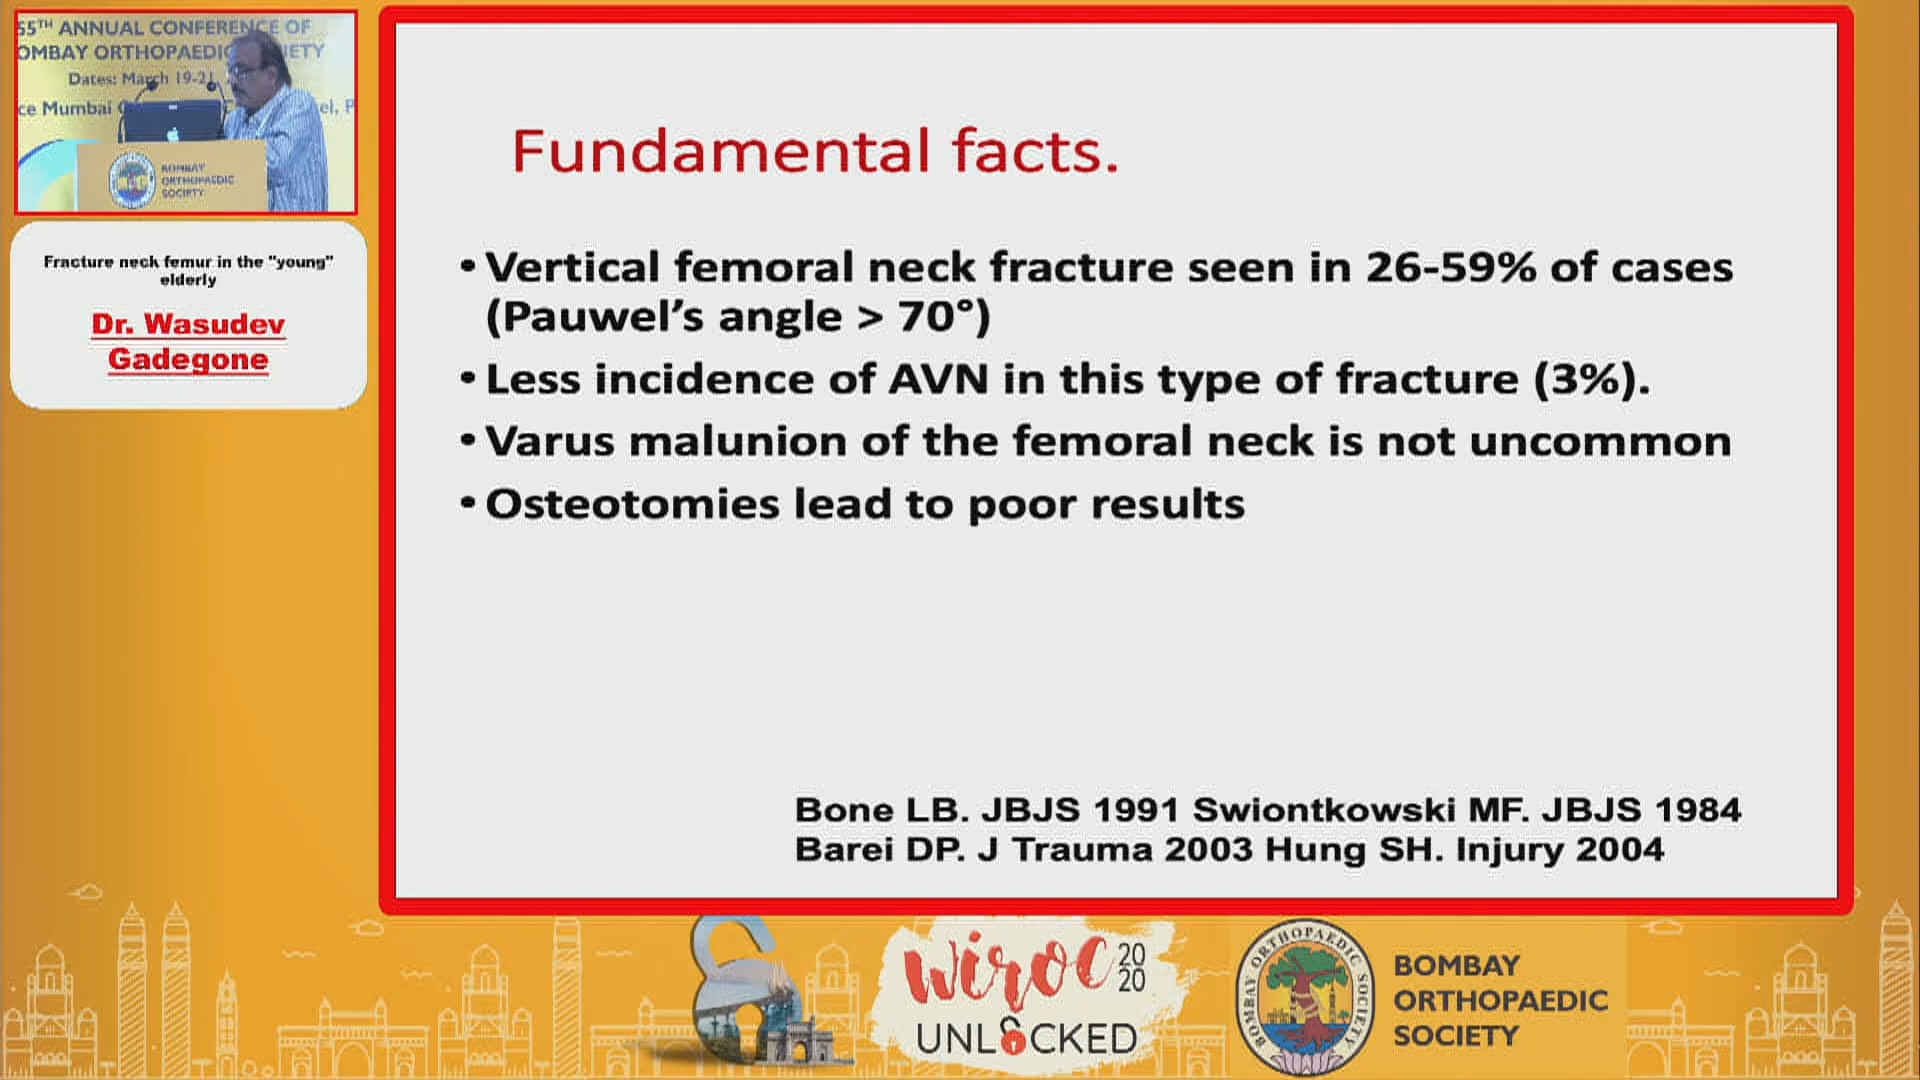 55TH ANNUAL CONFERENCE OF
OMBAY ORTHOPAEDIC IETY
Dates: March 19-21,
ce Mumbai
el, P
BOMBAY
ORTHOPAEDIC
SOCIETY
Fracture neck femur in the "young"
elderly
Dr. Wasudev
Gadegone
Fundamental facts.
• Vertical femoral neck fracture seen in 26-59% of cases
(Pauwel’s angle > 70°)
• Less incidence of AVN in this type of fracture (3%).
• Varus malunion of the femoral neck is not uncommon
• Osteotomies lead to poor results
Bone LB. JBJS 1991 Swiontkowski MF. JBJS 1984
Barei DP. J Trauma 2003 Hung SH. Injury 2004
WIROC 20
20
UNLOCKED
BOMBAY ORTHOPAEDIC SOCIETY
BOMBAY
ORTHOPAEDIC
SOCIETY